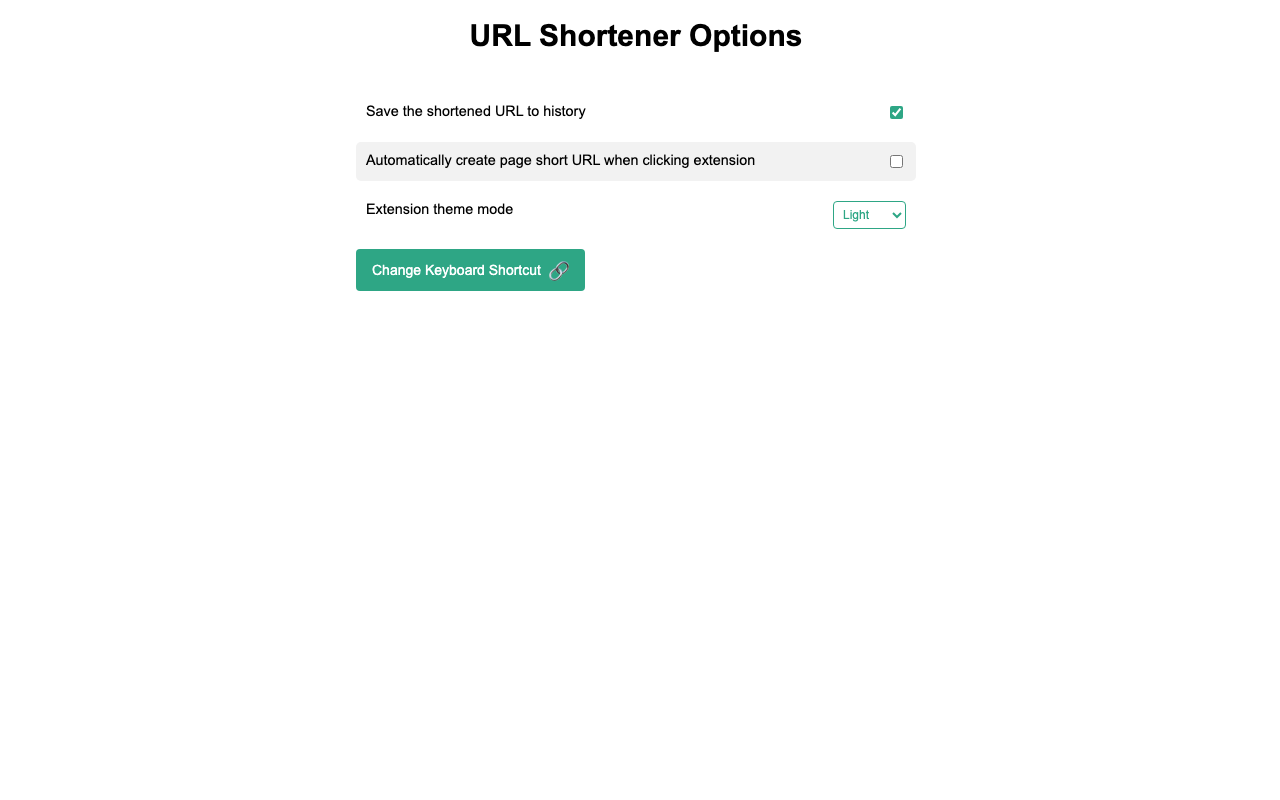 URL Shortener Options
Save the shortened URL to history
Automatically create page short URL when clicking extension
Extension theme mode
Light
Change Keyboard Shortcut